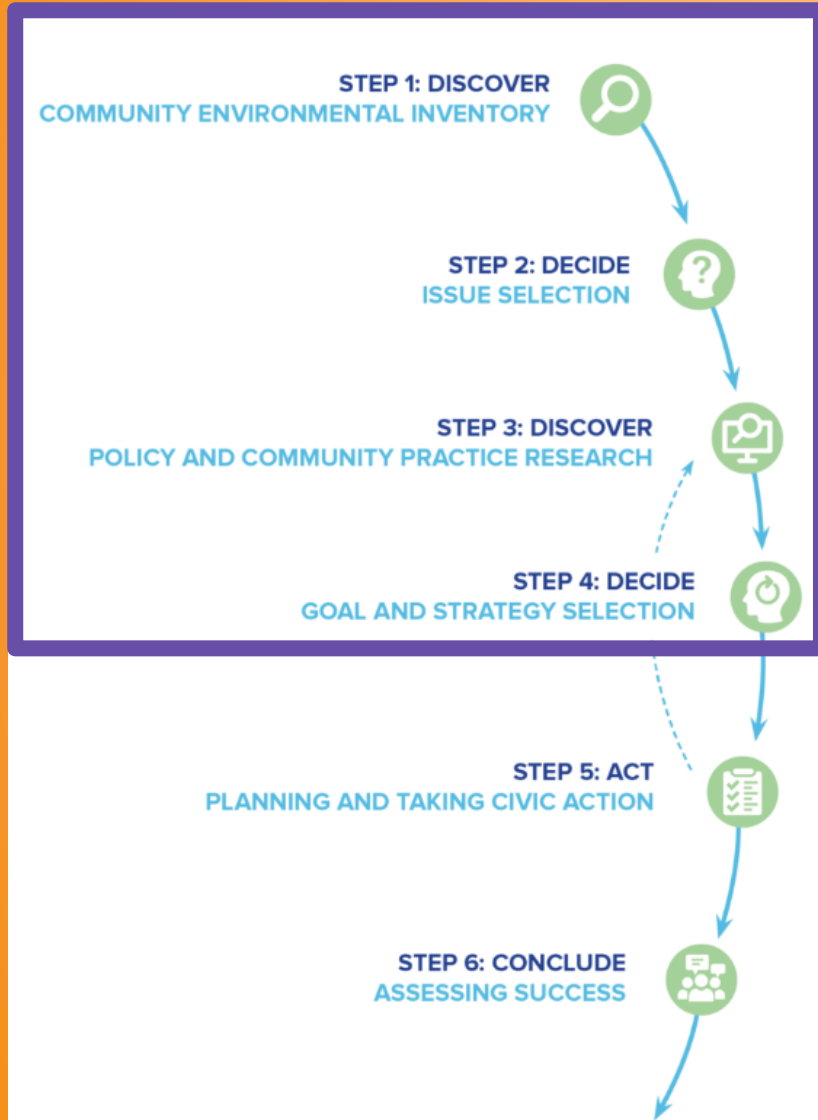 STEP 1: DISCOVER
COMMUNITY ENVIRONMENTAL INVENTORY
STEP 2: DECIDE
ISSUE SELECTION
STEP 3: DISCOVER
POLICY AND COMMUNITY PRACTICE RESEARCH
STEP 4: DECIDE
GOAL AND STRATEGY SELECTION
STEP 5: ACT
PLANNING AND TAKING CIVIC ACTION
STEP 6: CONCLUDE
ASSESSING SUCCESS